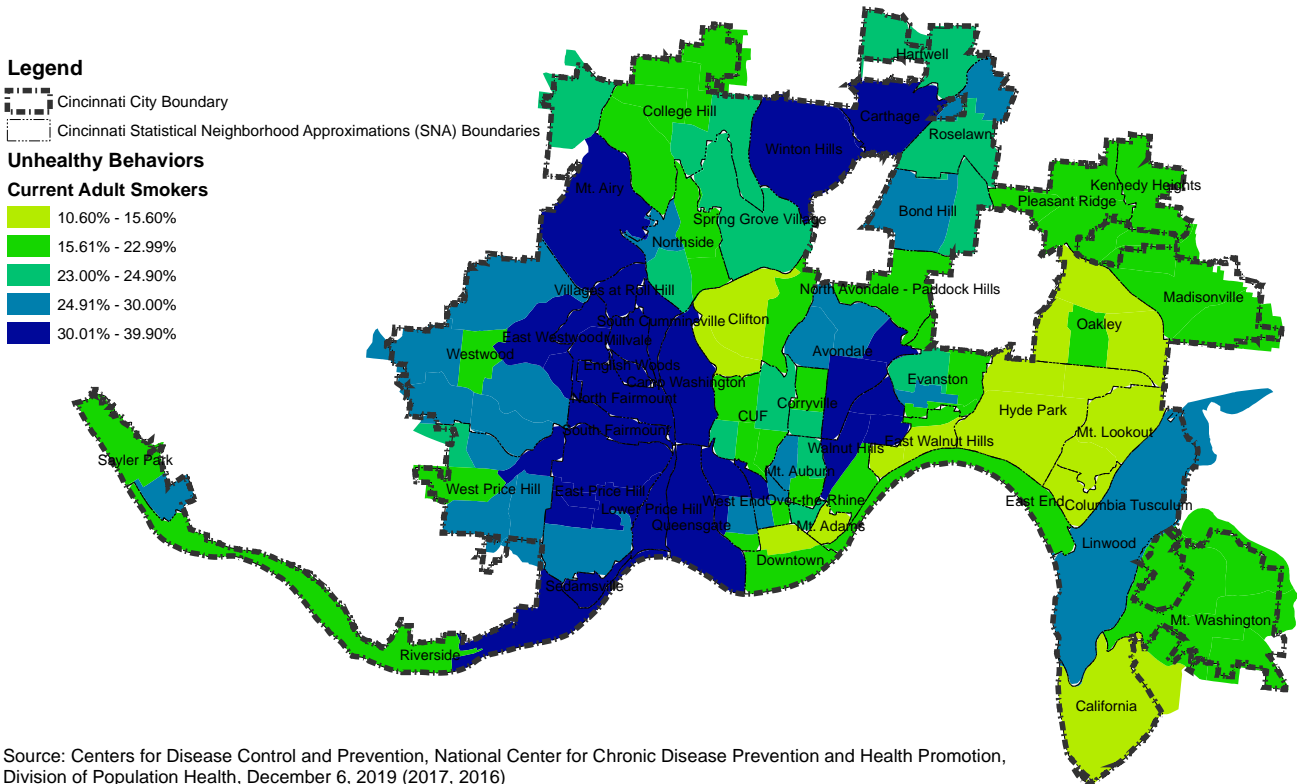 Legend
Cincinnati City Boundary
Cincinnati Statistical Neighborhood Approximations (SNA) Boundaries
Unhealthy Behaviors
Current Adult Smokers
10.60% - 15.60%
15.61% - 22.99%
23.00% - 24.90%
24.91% - 30.00%
30.01% - 39.90%
Hartwell
College Hill
Carthage
Roselawn
Winton Hills
Mt. Airy
Kennedy Heights
Pleasant Ridge
Bond Hill
Spring Grove Village
Northside
Villages at Roll Hill
North Avondale - Paddock Hills
Madisonville
South Cumminsville
Clifton
Oakley
East Westwood
Millvale
Westwood
Avondale
English Woods
Camp Washington
Evanston
North Fairmount
Corryville
Hyde Park
CUF
South Fairmount
Mt. Lookout
Walnut Hills
East Walnut Hills
Sayler Park
Mt. Auburn
West Price Hill
East Price Hill
West End
Over-the-Rhine
East End
Columbia Tusculum
Lower Price Hill
Queensgate
Mt. Adams
Linwood
Downtown
Sedamsville
Mt. Washington
Riverside
California
Source: Centers for Disease Control and Prevention, National Center for Chronic Disease Prevention and Health Promotion,
Division of Population Health, December 6, 2019 (2017, 2016)